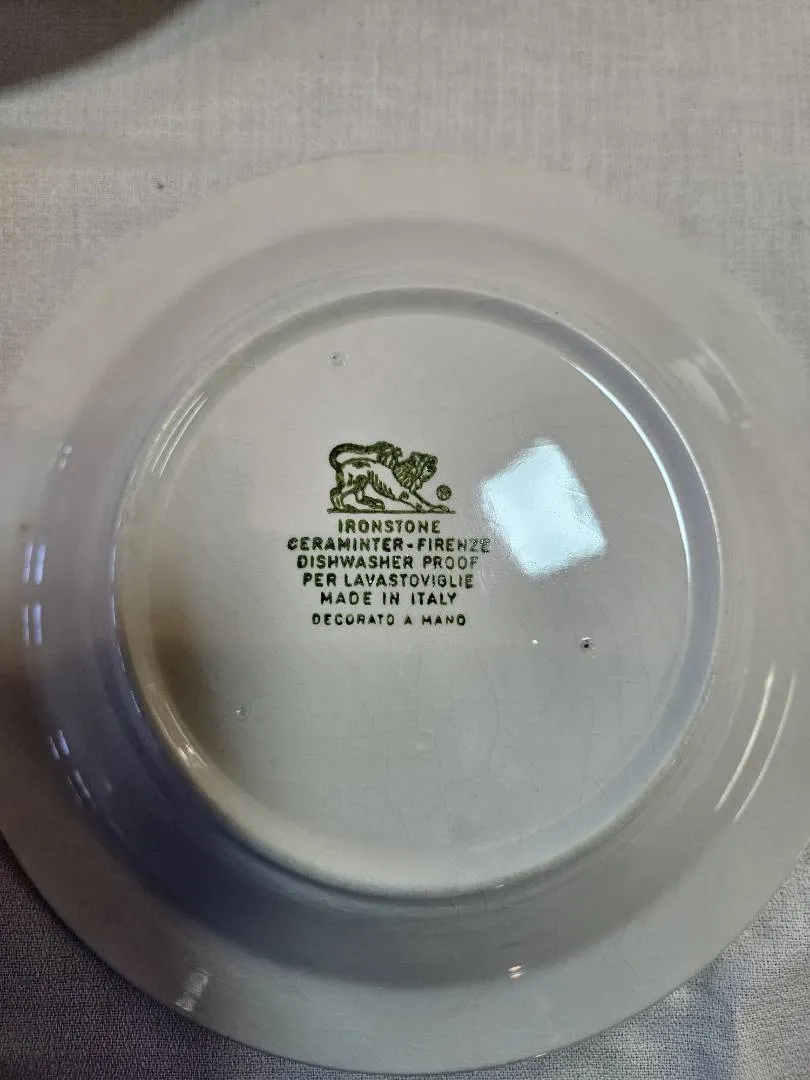 IRONSTONE
CERAMINTER-FIRENZE
DISHWASHER PROOF
PER LAVASTOVIGLIE
MADE IN ITALY
DECORATO A MANO